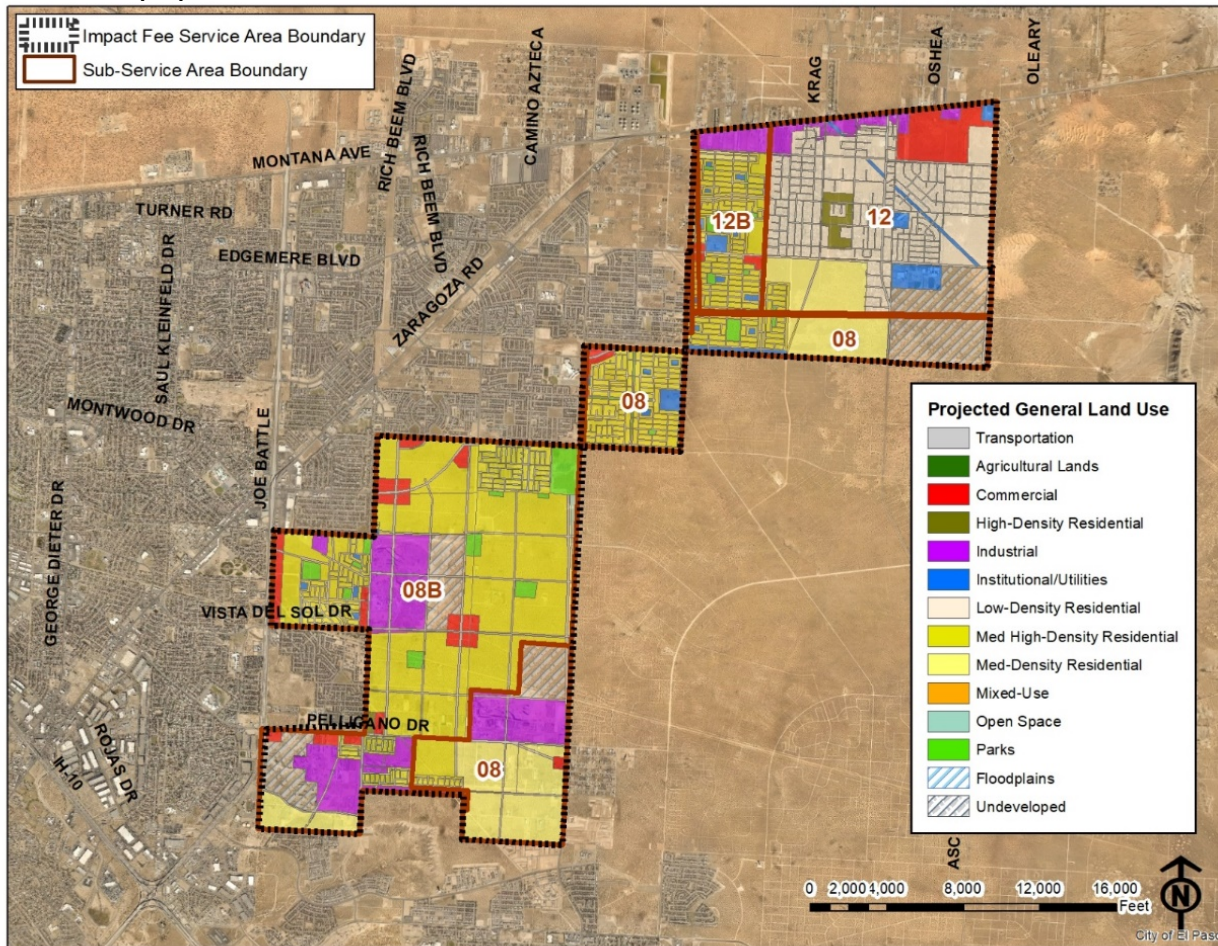 Impact Fee Service Area Boundary
Sub-Service Area Boundary
KRAG
OSHEA
OLEARY
CAMINO AZTECA
RICH BEEM BLVD
RICH BEEM BLVD
MONTANA AVE
TURNER RD
EDGEMERE BLVD
ZARAGOZA RD
SAUL KLEINFELD DR
MONTWOOD DR
JOE BATTLE
GEORGE DIETER DR
VISTA DEL SOL DR
PELLICANO DR
ROJAS DR
IH-10
12B
12
08
08
08B
08
Projected General Land Use
Transportation
Agricultural Lands
Commercial
High-Density Residential
Industrial
Institutional/Utilities
Low-Density Residential
Med High-Density Residential
Med-Density Residential
Mixed-Use
Open Space
Parks
Floodplains
Undeveloped
ASC
0 2,000 4,000 8,000 12,000 16,000
Feet
N
City of El Paso